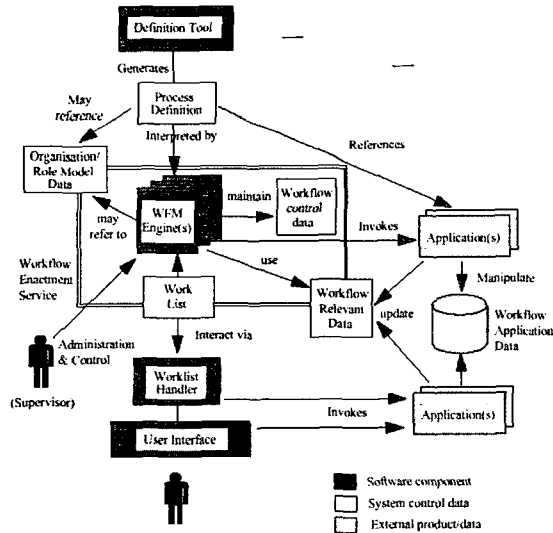 Definition Tool
Generates
May
reference
Process
Definition
Interpreted by
References
Organisation/
Role Model
Data
may
refer to
WFM
Engine(s)
maintain
Workflow
control
data
Invokes
Application(s)
use
Manipulate
Workflow
Enactment
Service
Work
List
Workflow
Relevant
Data
update
Workflow
Application
Data
Interact via
Administration
& Control
(Supervisor)
Worklist
Handler
Invokes
Application(s)
User Interface
Software component
System control data
External product/data